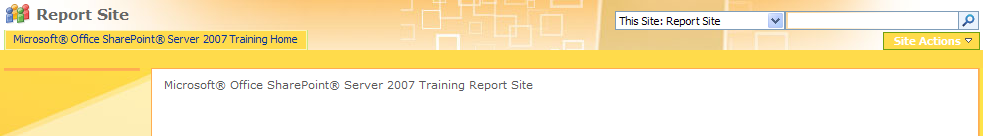 Report Site
This Site: Report Site
Microsoft® Office SharePoint® Server 2007 Training Home
Site Actions
Microsoft® Office SharePoint® Server 2007 Training Report Site